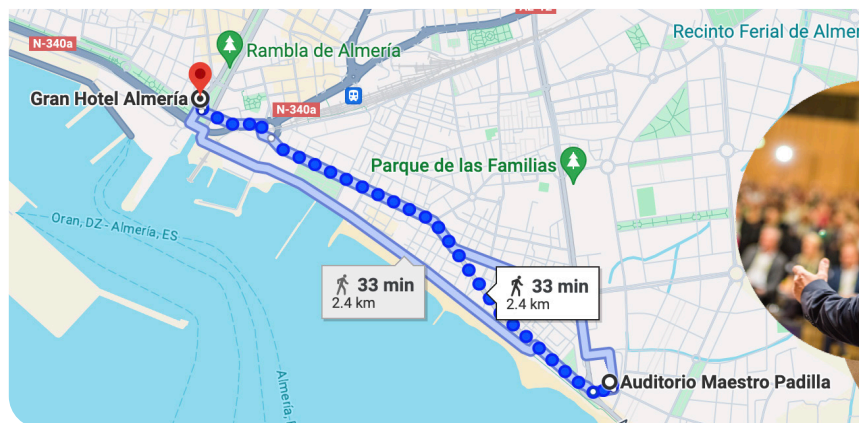 N-340a
Rambla de Almería
Recinto Ferial de Almer
Gran Hotel Almería
N-340a
Parque de las Familias
Oran, DZ - Almería, ES
33 min
2.4 km
33 min
2.4 km
Almería,
Auditorio Maestro Padilla